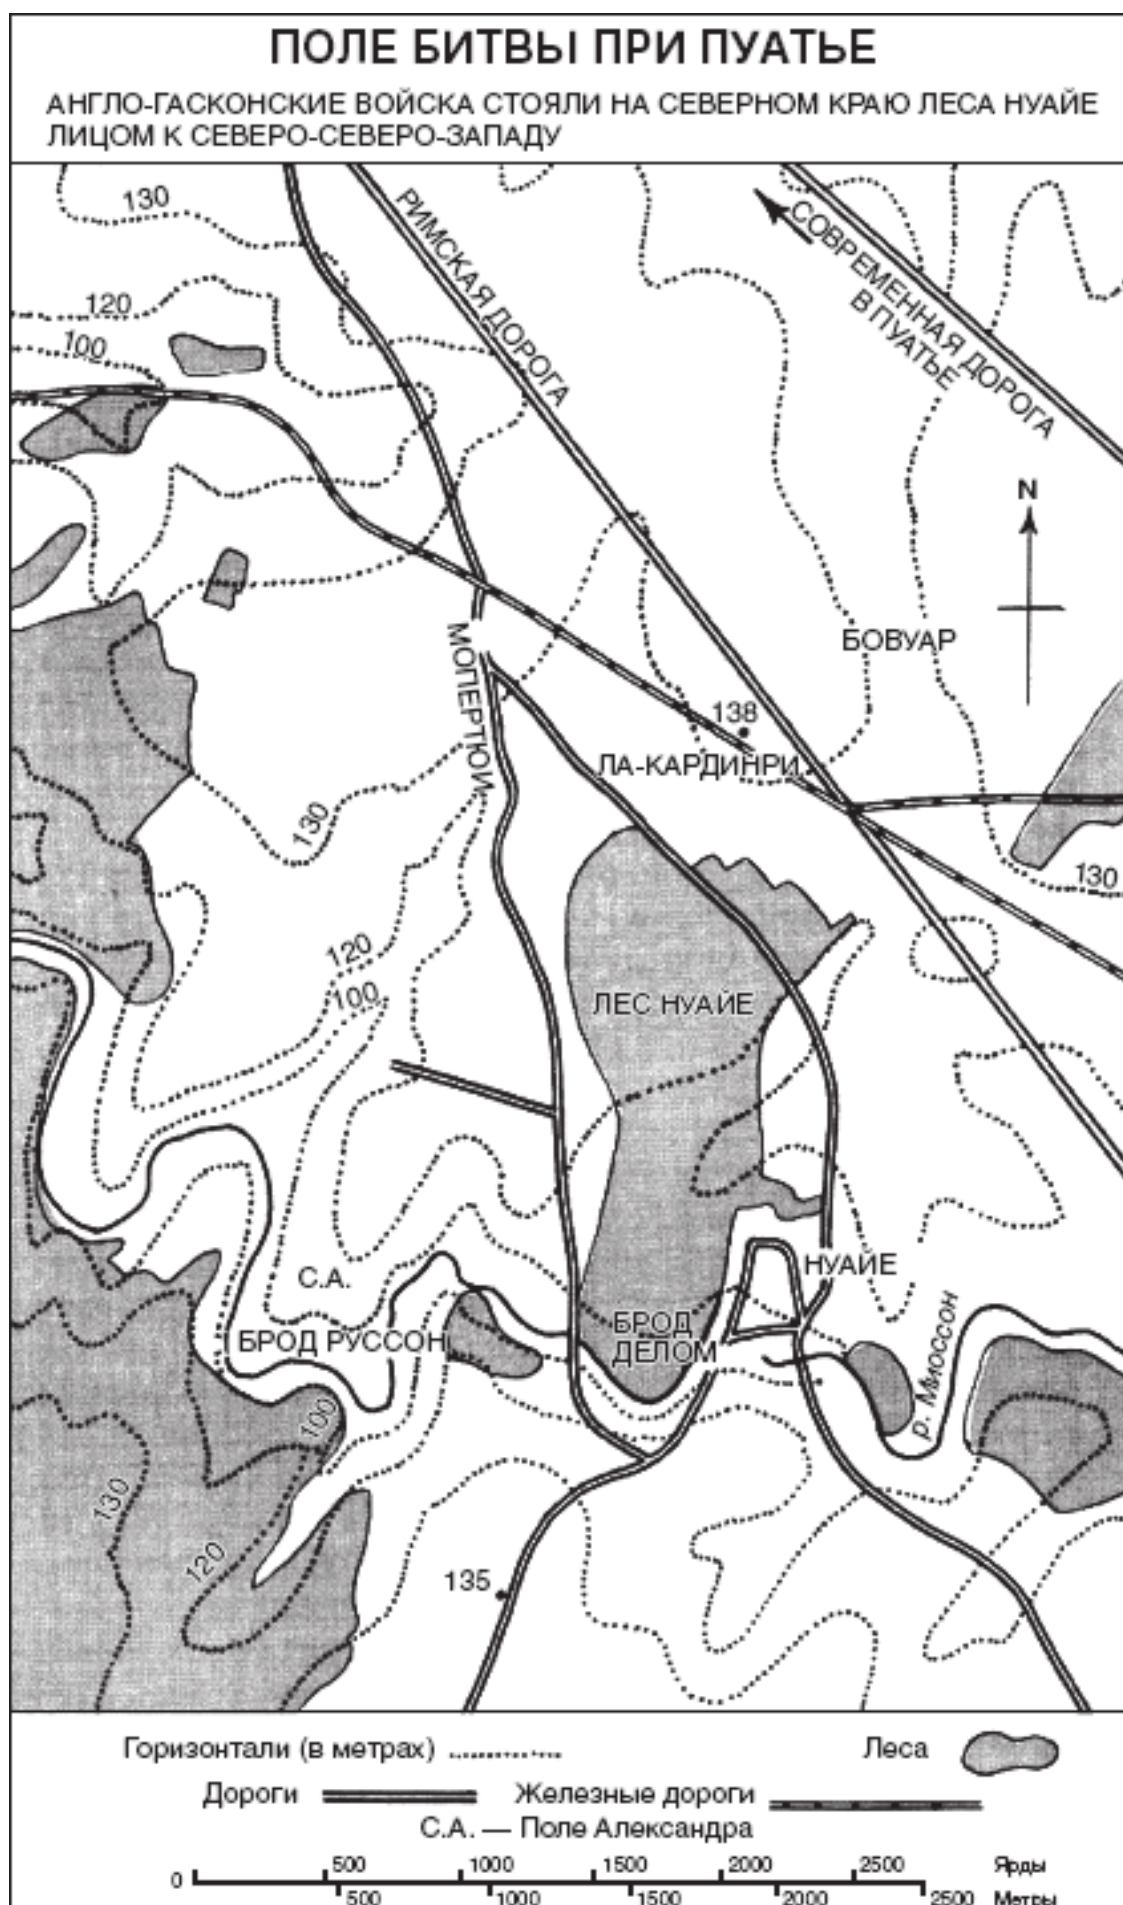 ПОЛЕ БИТВЫ ПРИ ПУАТЬЕ
АНГЛО-ГАСКОНСКИЕ ВОЙСКА СТОЯЛИ НА СЕВЕРНОМ КРАЮ ЛЕСА НУАЙЕ
ЛИЦОМ К СЕВЕРО-СЕВЕРО-ЗАПАДУ
130
РИМСКАЯ ДОРОГА
СОВРЕМЕННАЯ ДОРОГА
В ПУАТЬЕ
120
100
N
МОПЕРТЮИ
БОВУАР
138
ЛА-КАРДИНРИ
130
130
120
100
ЛЕС НУАЙЕ
С.А.
НУАЙЕ
БРОД РУССОН
БРОД
ДЕЛОМ
р. Миоссон
100
130
120
135
Горизонтали (в метрах)
Леса
Дороги
Железные дороги
С.А. — Поле Александра
0 500 1000 1500 2000 2500 Ярды
500 1000 1500 2000 2500 Метры